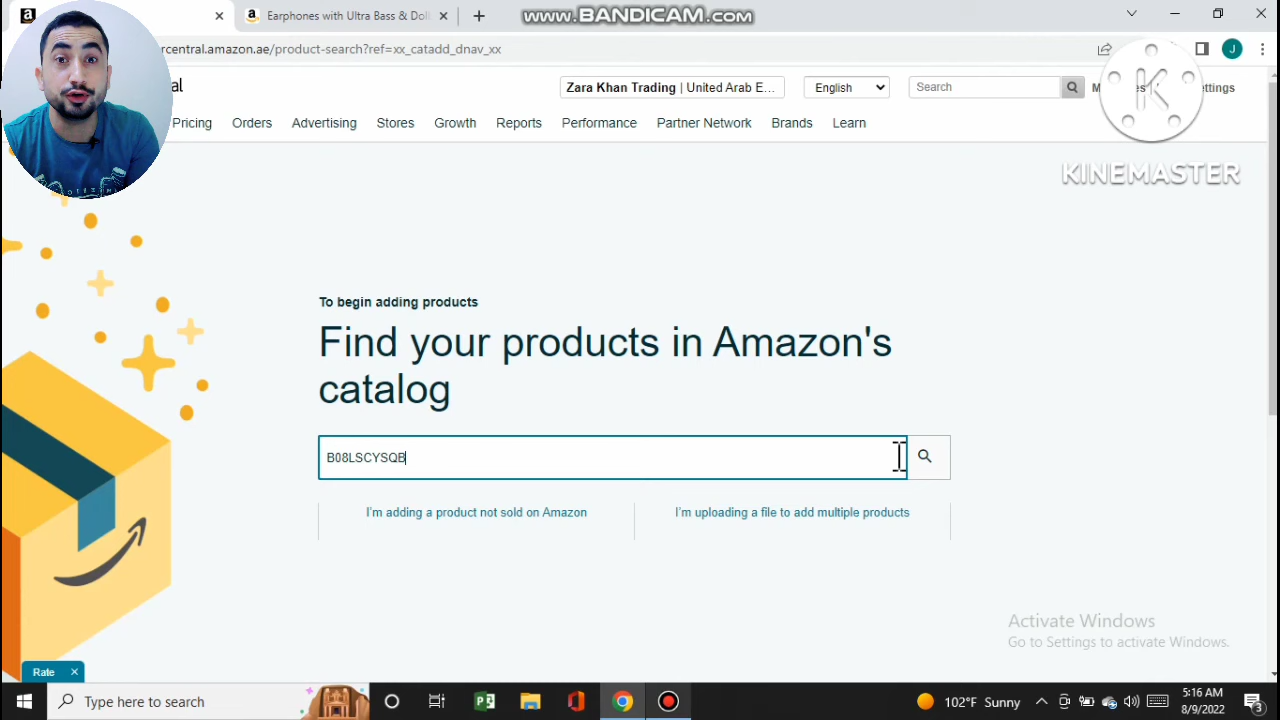 Earphones with Ultra Bass & Doll
www.BANDICAM.com
rcentral.amazon.ae/product-search?ref=xx_catadd_dnav_xx
J
al
Zara Khan Trading | United Arab E...
English
Search
ettings
K
Pricing
Orders
Advertising
Stores
Growth
Reports
Performance
Partner Network
Brands
Learn
KINEMASTER
To begin adding products
Find your products in Amazon's
catalog
B08LSCYSQB
I'm adding a product not sold on Amazon
I'm uploading a file to add multiple products
Activate Windows
Go to Settings to activate Windows.
Rate
Type here to search
102°F Sunny
5:16 AM
8/9/2022
3